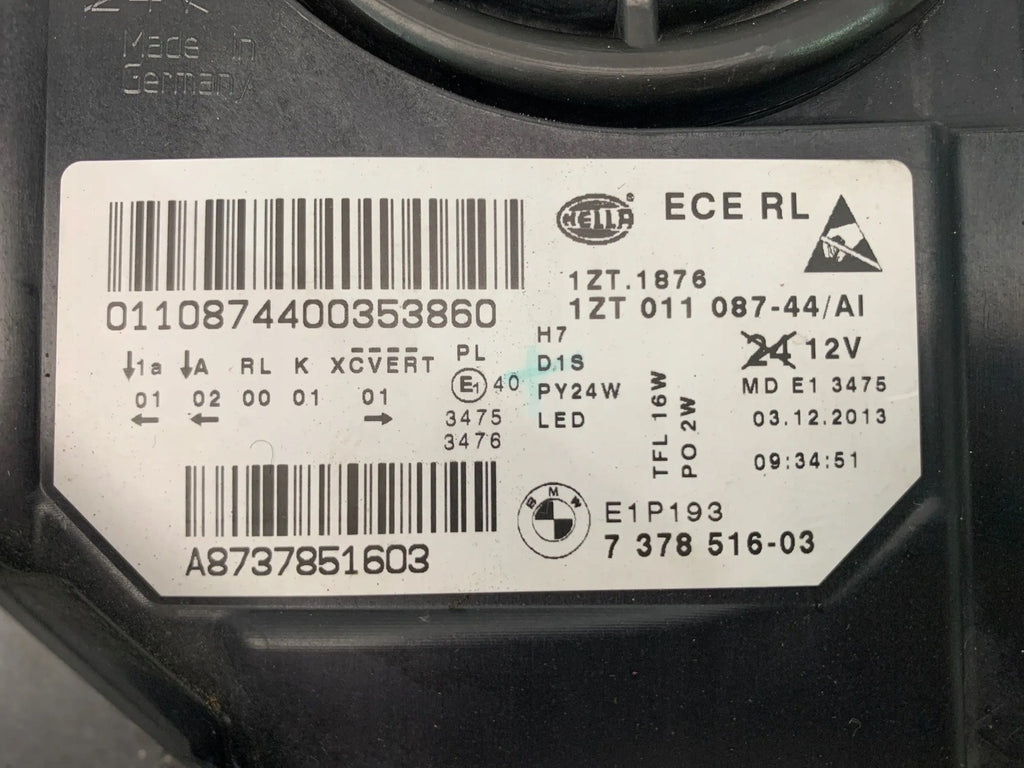 Made in
Germany
HELLA
®
ECE RL
0110874400353860
1ZT.1876
1ZT 011 087-44/AI
1a A RL K XCVERT PL
01 02 00 01 01
E1 40
3475
3476
H7
D1S
PY24W
LED
TFL 16W
PO 2W
24 12V
MD E1 3475
03.12.2013
09:34:51
A8737851603
BMW
E1P193
7 378 516-03